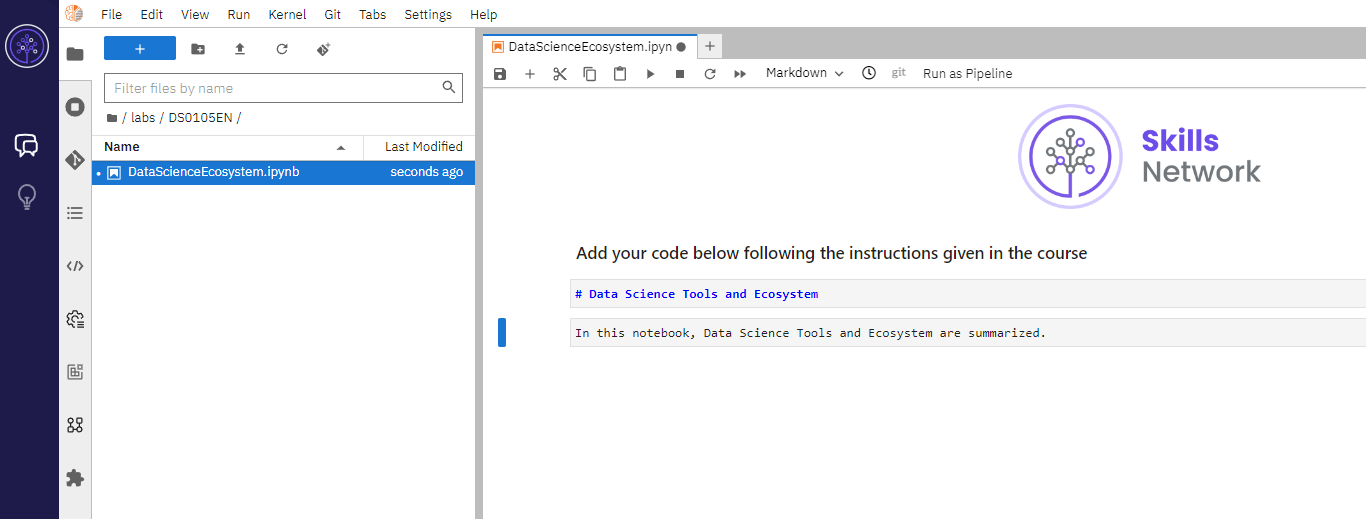 File Edit View Run Kernel Git Tabs Settings Help
+
Filter files by name
/ labs / DS0105EN /
Name Last Modified
DataScienceEcosystem.ipynb seconds ago
DataScienceEcosystem.ipyn
Markdown git Run as Pipeline
Skills
Network
Add your code below following the instructions given in the course
# Data Science Tools and Ecosystem
In this notebook, Data Science Tools and Ecosystem are summarized.